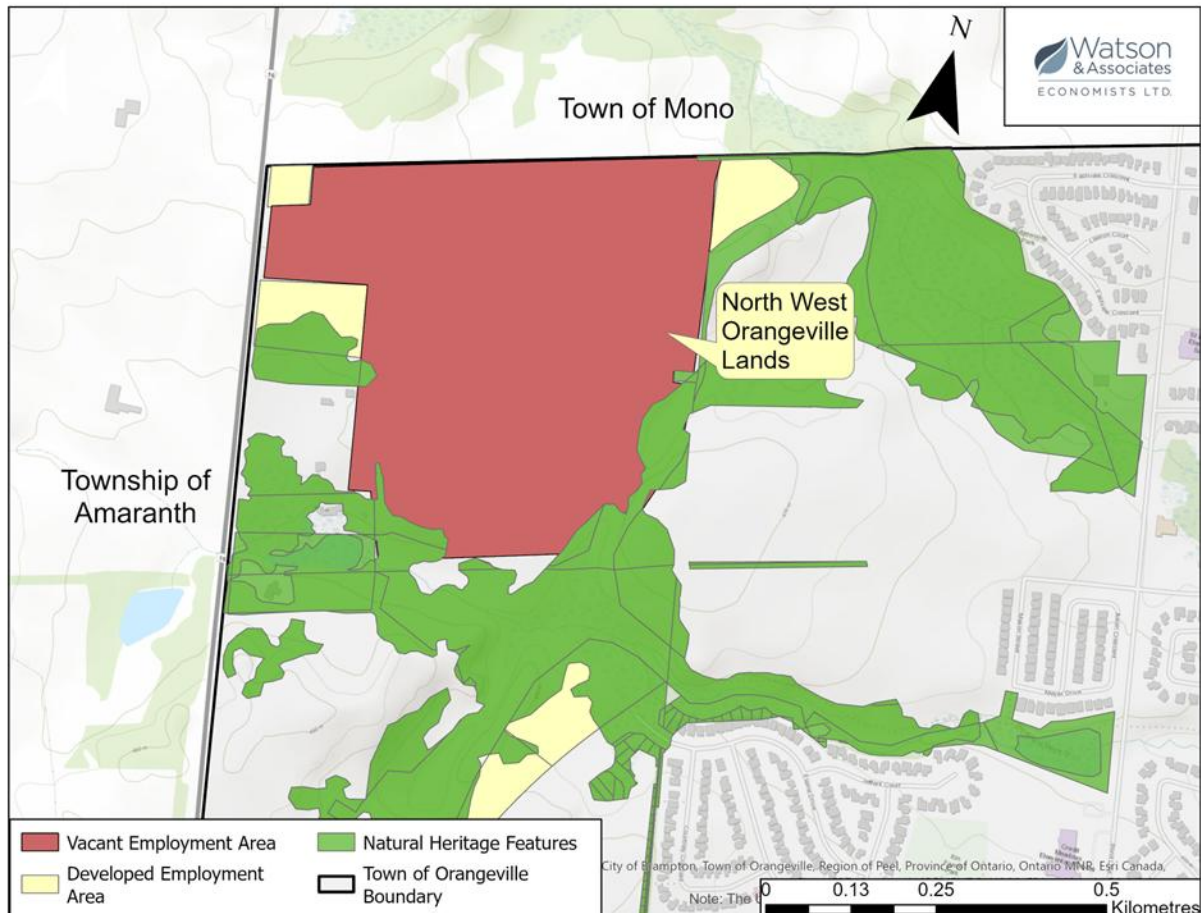 N
Watson
& Associates
ECONOMISTS LTD.
Town of Mono
North West
Orangeville
Lands
Township of
Amaranth
Vacant Employment Area
Natural Heritage Features
Developed Employment
Area
Town of Orangeville
Boundary
City of Brampton, Town of Orangeville, Region of Peel, Province of Ontario, Ontario MNR, Esri Canada,
Note: The
0 0.13 0.25 0.5
Kilometres